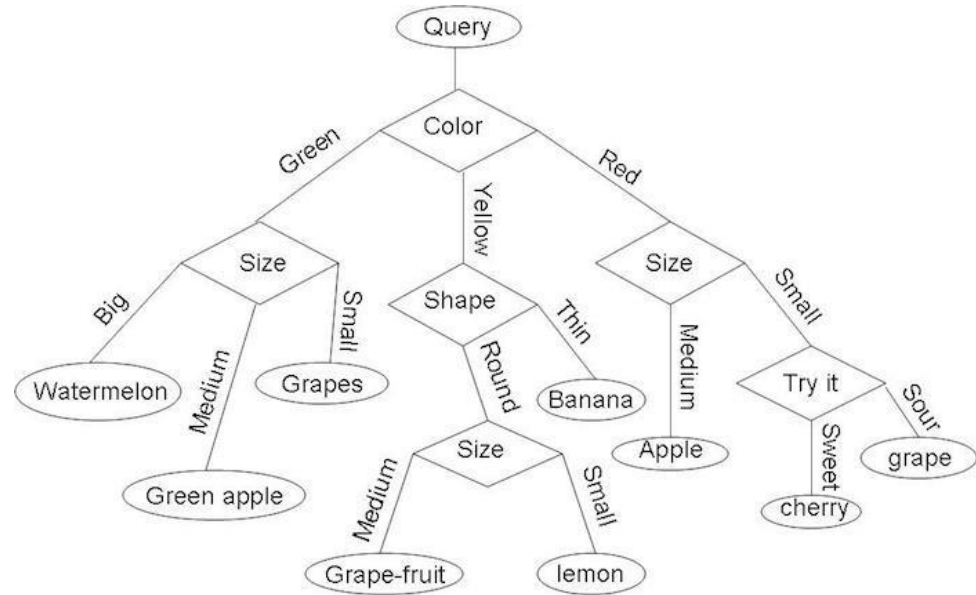 Query
Color
Green
Yellow
Red
Size
Shape
Size
Big
Medium
Small
Round
Thin
Medium
Small
Watermelon
Grapes
Banana
Try it
Size
Apple
Sweet
Sour
Green apple
Medium
Small
cherry
grape
Grape-fruit
lemon